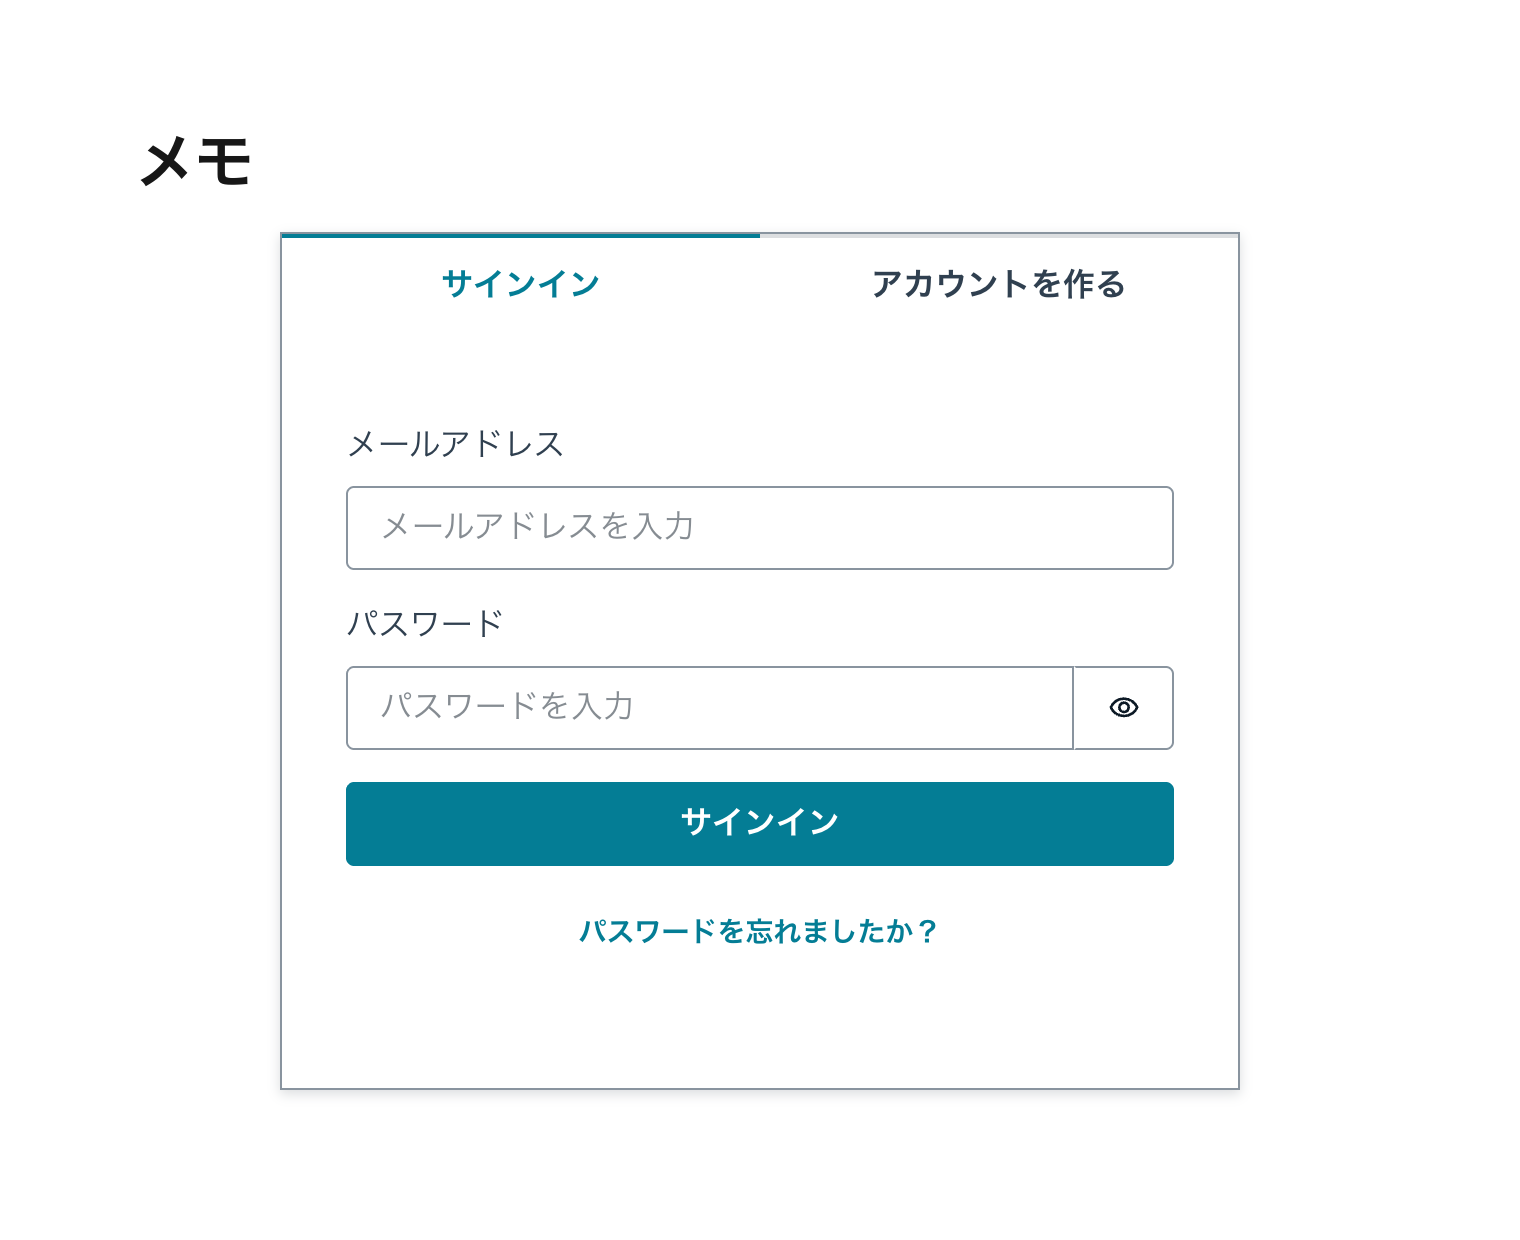 メモ
サインイン
アカウントを作る
メールアドレス
メールアドレスを入力
パスワード
パスワードを入力
サインイン
パスワードを忘れましたか？